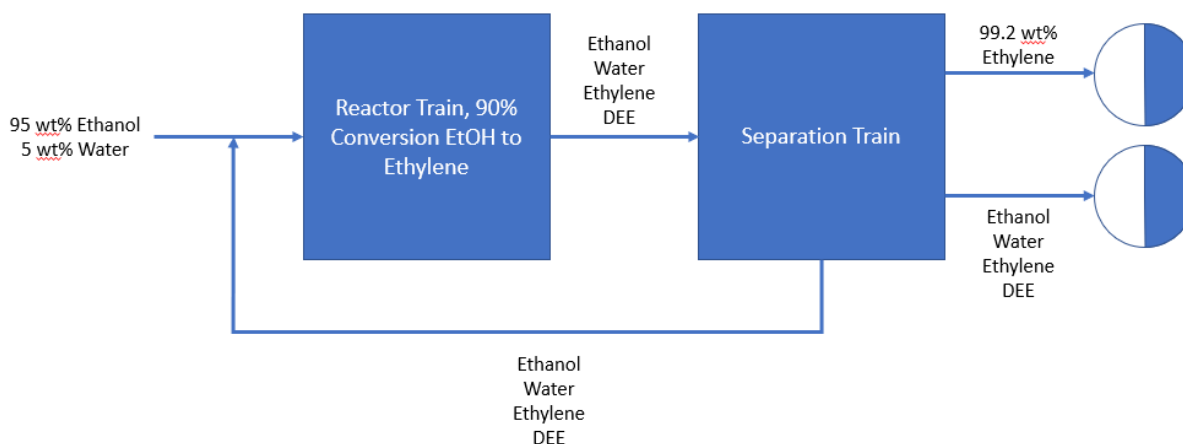 95 wt% Ethanol
5 wt% Water
Reactor Train, 90%
Conversion EtOH to
Ethylene
Ethanol
Water
Ethylene
DEE
Separation Train
99.2 wt%
Ethylene
Ethanol
Water
Ethylene
DEE
Ethanol
Water
Ethylene
DEE